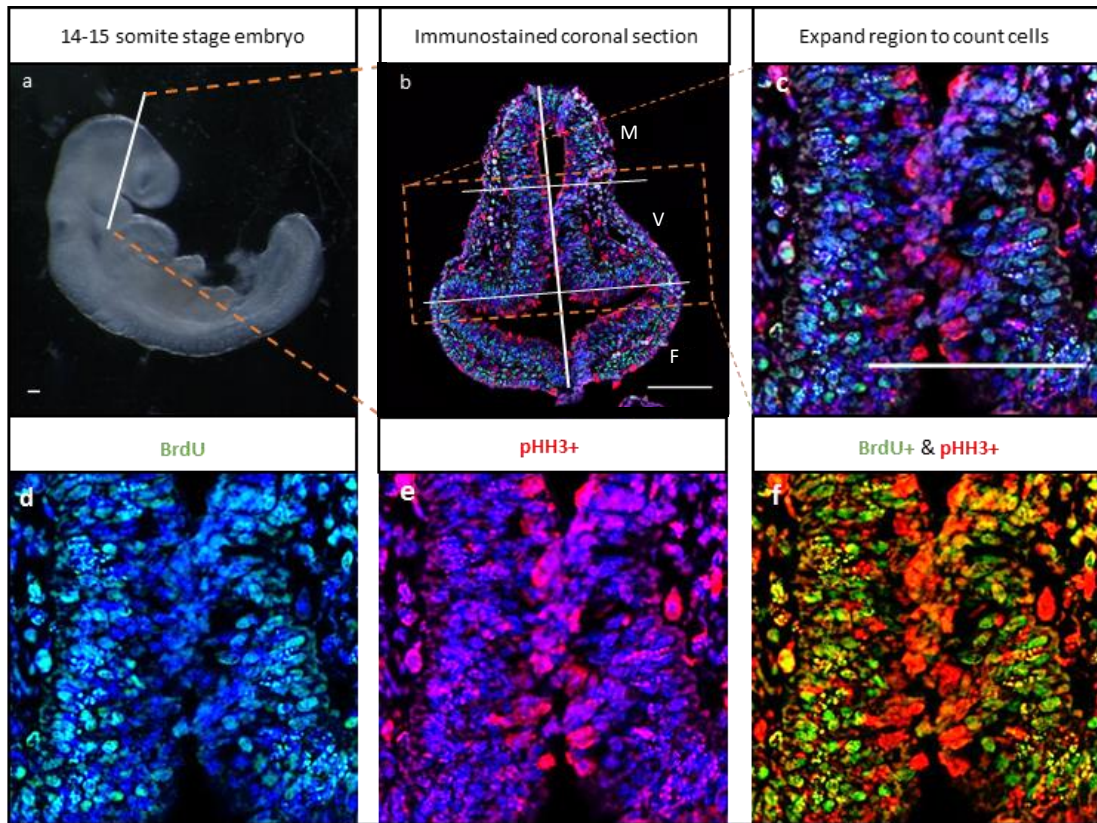 14-15 somite stage embryo
Immunostained coronal section
Expand region to count cells
a
b
c
M
V
F
BrdU
pHH3+
BrdU+ & pHH3+
d
e
f